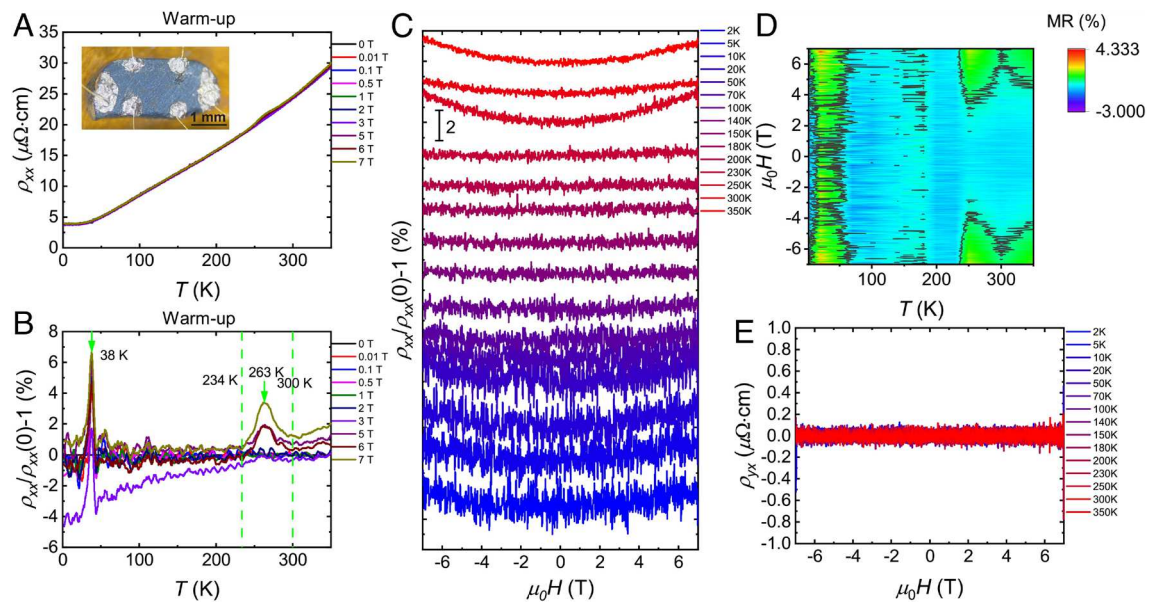 A
Warm-up
35
30
25
20
15
10
5
0
ρxx (μΩ·cm)
1 mm
0 T
0.01 T
0.1 T
0.5 T
1 T
2 T
3 T
5 T
6 T
7 T
0
100
200
300
T (K)
B
Warm-up
8
6
4
2
0
-2
-4
-6
ρxx/ρxx(0)-1 (%)
38 K
234 K
263 K
300 K
0 T
0.01 T
0.1 T
0.5 T
1 T
2 T
3 T
5 T
6 T
7 T
0
100
200
300
T (K)
C
ρxx/ρxx(0)-1 (%)
2
2K
5K
10K
20K
50K
70K
100K
140K
150K
180K
200K
230K
250K
300K
350K
-6 -4 -2 0 2 4 6
μ0H (T)
D
MR (%)
4.333
-3.000
6
4
2
0
-2
-4
-6
μ0H (T)
100 200 300
T (K)
E
1.0
0.8
0.6
0.4
0.2
0.0
-0.2
-0.4
-0.6
-0.8
-1.0
ρyx (μΩ·cm)
2K
5K
10K
20K
50K
70K
100K
140K
150K
180K
200K
230K
250K
300K
350K
-6 -4 -2 0 2 4 6
μ0H (T)